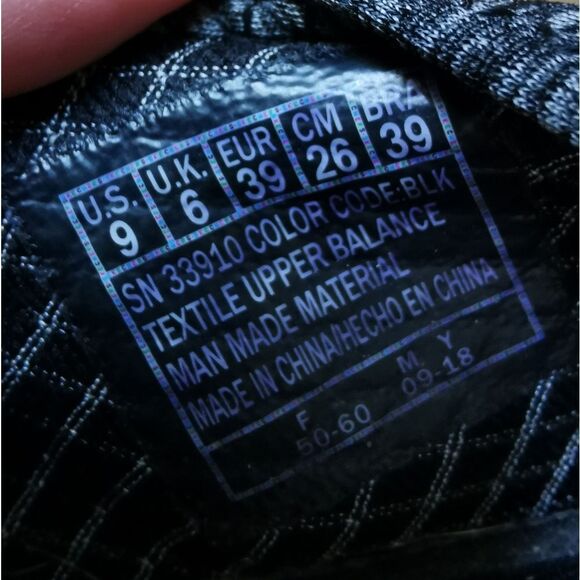 U.S. U.K. EUR CM BRA
9 6 39 26 39
SN 33910 COLOR CODE:BLK
TEXTILE UPPER BALANCE
MAN MADE MATERIAL
MADE IN CHINA/HECHO EN CHINA
F M Y
50-60 09-18